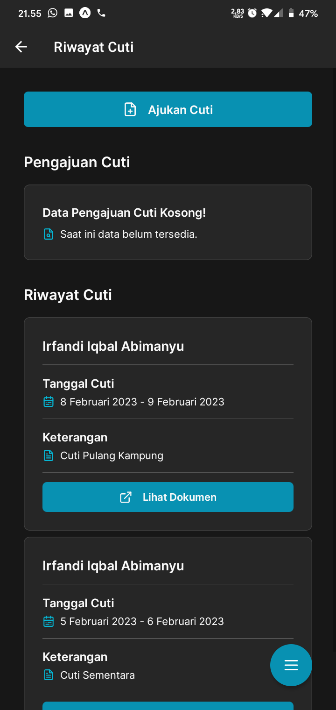 21.55
2,83 KB/S
47%
Riwayat Cuti
Ajukan Cuti
Pengajuan Cuti
Data Pengajuan Cuti Kosong!
Saat ini data belum tersedia.
Riwayat Cuti
Irfandi Iqbal Abimanyu
Tanggal Cuti
8 Februari 2023 - 9 Februari 2023
Keterangan
Cuti Pulang Kampung
Lihat Dokumen
Irfandi Iqbal Abimanyu
Tanggal Cuti
5 Februari 2023 - 6 Februari 2023
Keterangan
Cuti Sementara